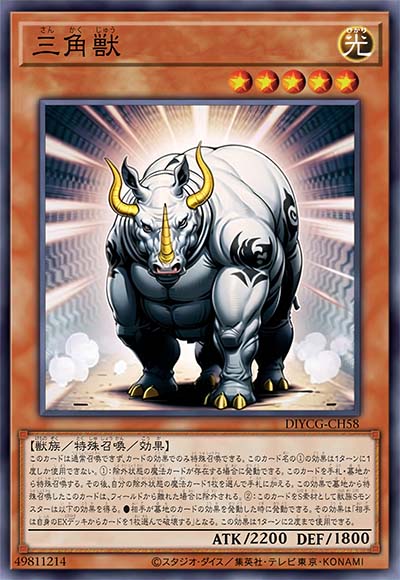 さん かく じゅう
三角獣
ひかり
光
DIYCG-CH58
【獣族／特殊召喚／効果】
このカードは通常召喚できず、カードの効果でのみ特殊召喚できる。このカード名の①の効果は1ターンに1
度しか使用できない。①：除外状態の魔法カードが存在する場合に発動できる。このカードを手札・墓地か
ら特殊召喚する。その後、自分の除外状態の魔法カード1枚を選んで手札にかえる。この効果で墓地から特
殊召喚したこのカードは、フィールドから離れた場合に除外される。②：このカードをS素材として獣族Sモン
スターは以下の効果を得る。●相手が墓地のカードの効果を発動した時に発動できる。その効果は「相手
は自身のEXデッキからカードを1枚選んで破壊する」となる。この効果は1ターンに2度まで使用できる。
ATK/2200 DEF/1800
49811214
©スタジオ・ダイス／集英社・テレビ東京・KONAMI